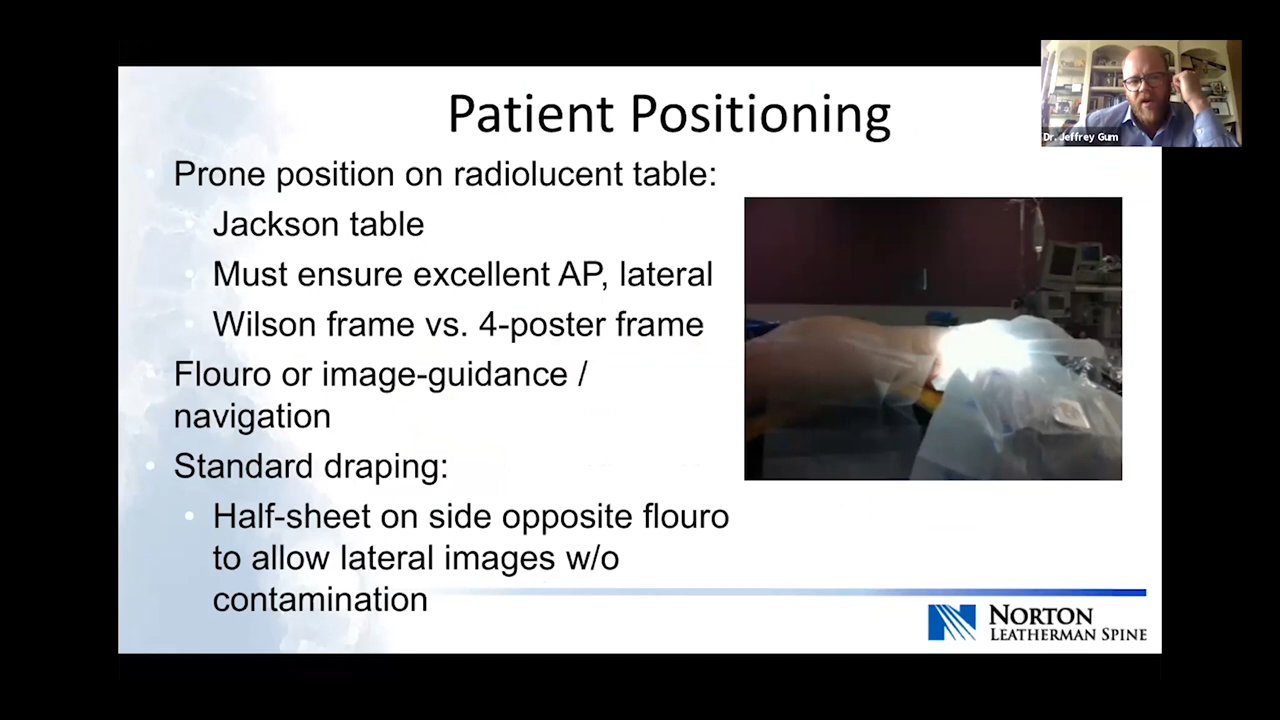 Patient Positioning
Dr. Jeffrey Gum
Prone position on radiolucent table:
Jackson table
Must ensure excellent AP, lateral
Wilson frame vs. 4-poster frame
Flouro or image-guidance /
navigation
Standard draping:
Half-sheet on side opposite flouro
to allow lateral images w/o
contamination
NORTON
LEATHERMAN SPINE